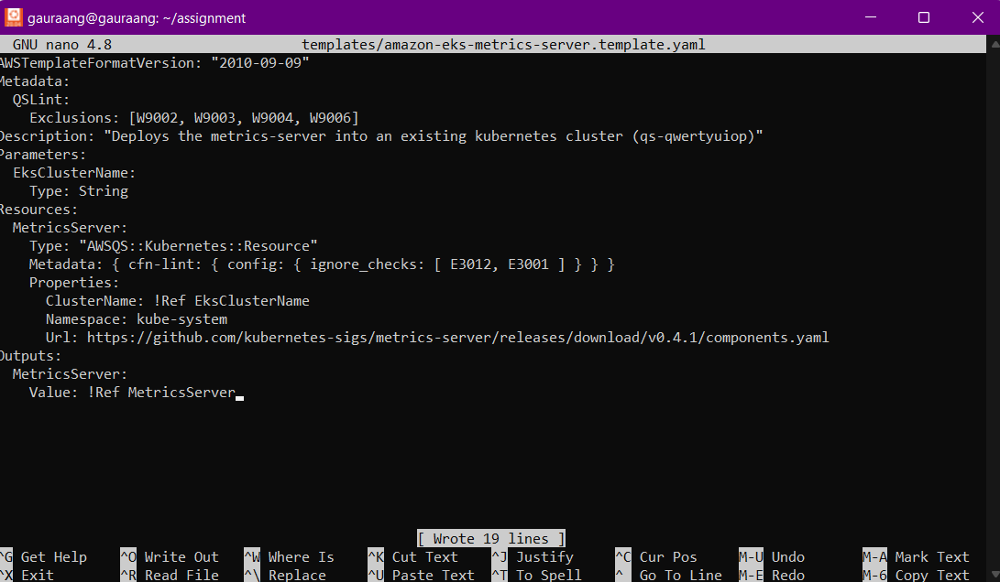 gauraang@gauraang: ~/assignment
GNU nano 4.8 templates/amazon-eks-metrics-server.template.yaml
AWSTemplateFormatVersion: "2010-09-09"
Metadata:
  QSLint:
    Exclusions: [W9002, W9003, W9004, W9006]
Description: "Deploys the metrics-server into an existing kubernetes cluster (qs-qwertyuiop)"
Parameters:
  EksClusterName:
    Type: String
Resources:
  MetricsServer:
    Type: "AWSQS::Kubernetes::Resource"
    Metadata: { cfn-lint: { config: { ignore_checks: [ E3012, E3001 ] } } }
    Properties:
      ClusterName: !Ref EksClusterName
      Namespace: kube-system
      Url: https://github.com/kubernetes-sigs/metrics-server/releases/download/v0.4.1/components.yaml
Outputs:
  MetricsServer:
    Value: !Ref MetricsServer
[ Wrote 19 lines ]
^G Get Help ^O Write Out ^W Where Is ^K Cut Text ^J Justify ^C Cur Pos M-U Undo M-A Mark Text
^X Exit ^R Read File ^\ Replace ^U Paste Text ^T To Spell ^_ Go To Line M-E Redo M-6 Copy Text